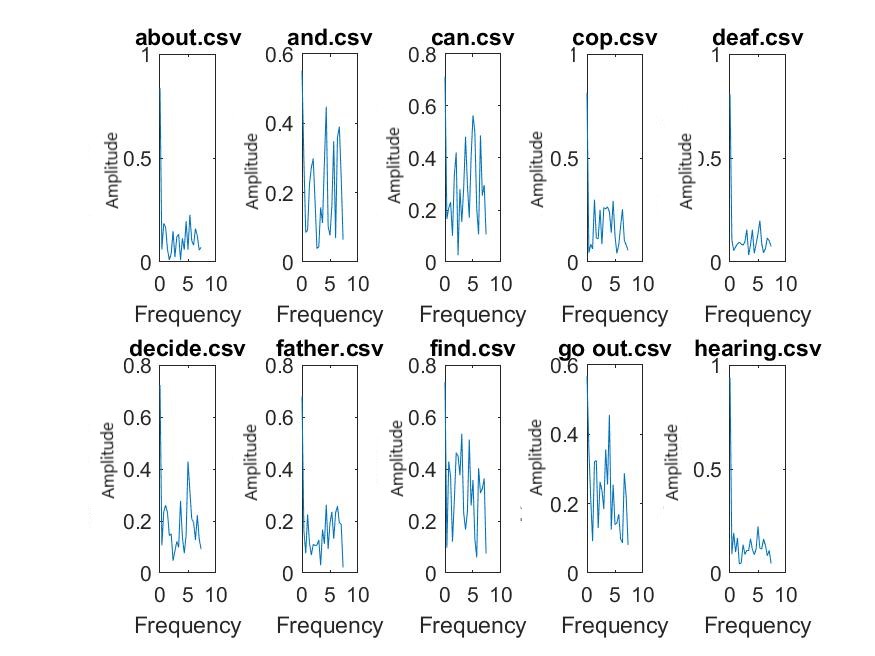 about.csv and.csv can.csv cop.csv deaf.csv
1 0.6 0.8 1 1
0.6
0.5 0.4 0.4 0.5 0.5
0.2 0.2
0 0 0 0 0
Amplitude Amplitude Amplitude Amplitude Amplitude
0 5 10 0 5 10 0 5 10 0 5 10 0 5 10
Frequency Frequency Frequency Frequency Frequency
decide.csv father.csv find.csv go out.csv hearing.csv
0.8 0.8 0.8 0.6 1
0.6 0.6 0.6 0.4
0.4 0.4 0.4 0.5
0.2 0.2 0.2 0.2
0 0 0 0 0
Amplitude Amplitude Amplitude Amplitude Amplitude
0 5 10 0 5 10 0 5 10 0 5 10 0 5 10
Frequency Frequency Frequency Frequency Frequency